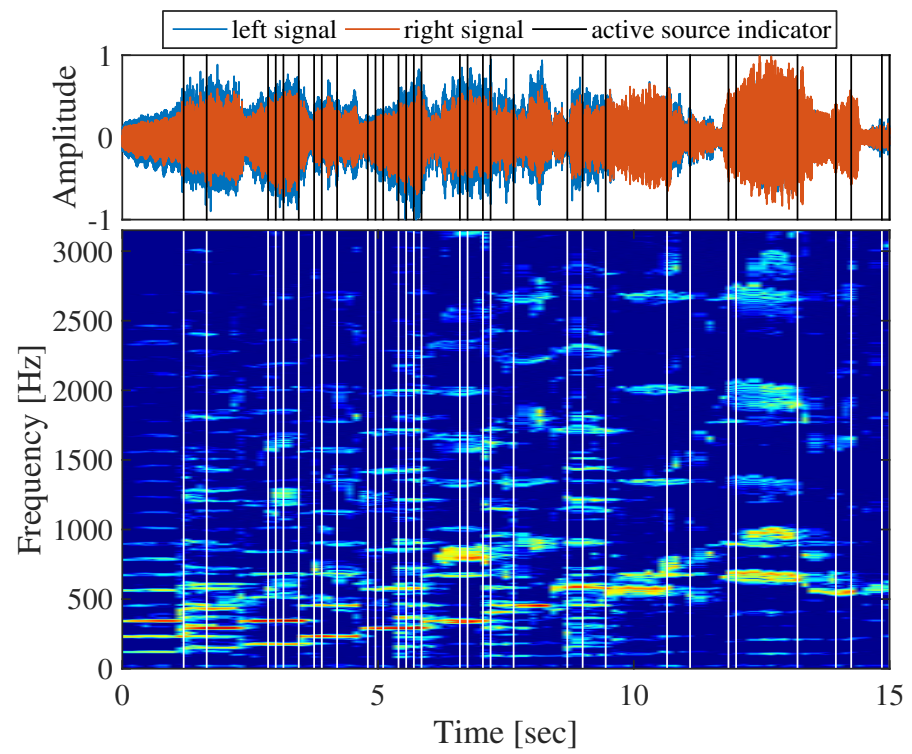 left signal right signal active source indicator
1
0
-1
Amplitude
3000
2500
2000
1500
1000
500
0
Frequency [Hz]
0 5 10 15
Time [sec]